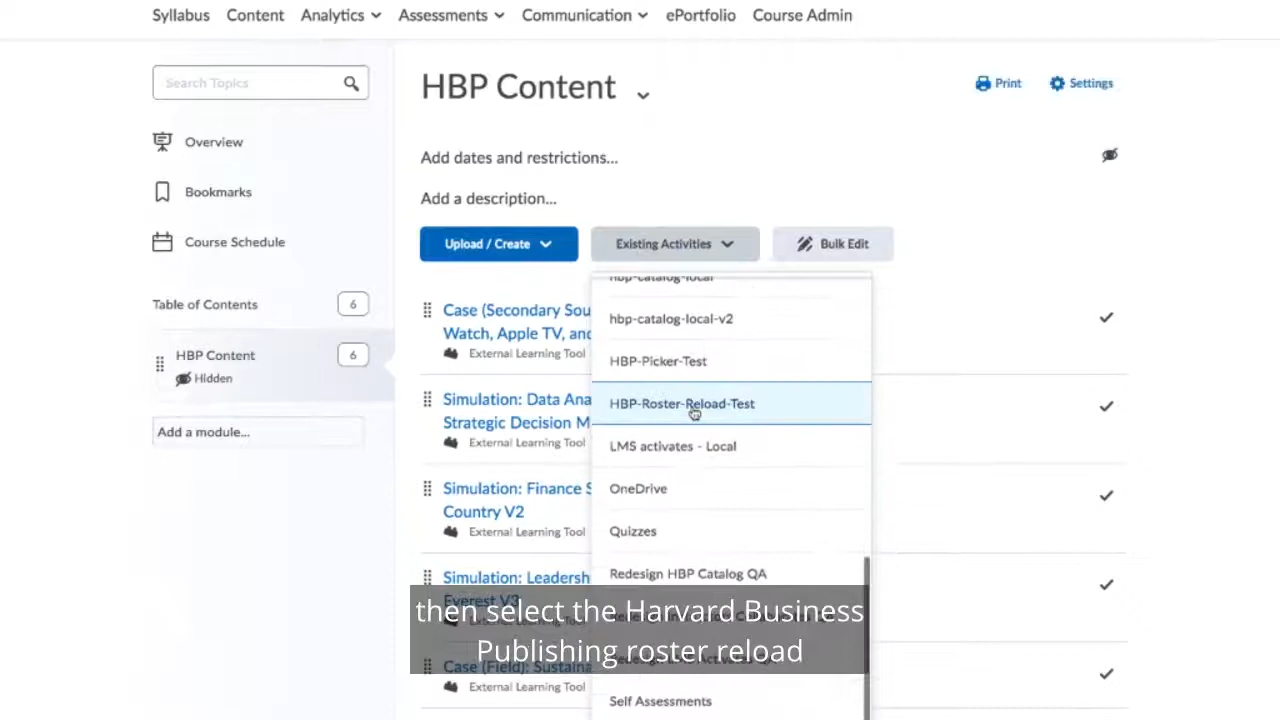 Syllabus Content Analytics Assessments Communication ePortfolio Course Admin
Search Topics
Overview
Bookmarks
Course Schedule
Table of Contents 6
HBP Content 6
Hidden
Add a module...
HBP Content
Print Settings
Add dates and restrictions...
Add a description...
Upload / Create Existing Activities Bulk Edit
Case (Secondary Sou
Watch, Apple TV, and
External Learning Tool
Simulation: Data Ana
Strategic Decision M
External Learning Tool
Simulation: Finance S
Country V2
External Learning Tool
Simulation: Leadersh
Everest V3
External Learning Tool
Case (Field): Sustaina
External Learning Tool
hbp-catalog-local
hbp-catalog-local-v2
HBP-Picker-Test
HBP-Roster-Reload-Test
LMS activates - Local
OneDrive
Quizzes
Redesign HBP Catalog QA
Self Assessments
then select the Harvard Business
Publishing roster reload